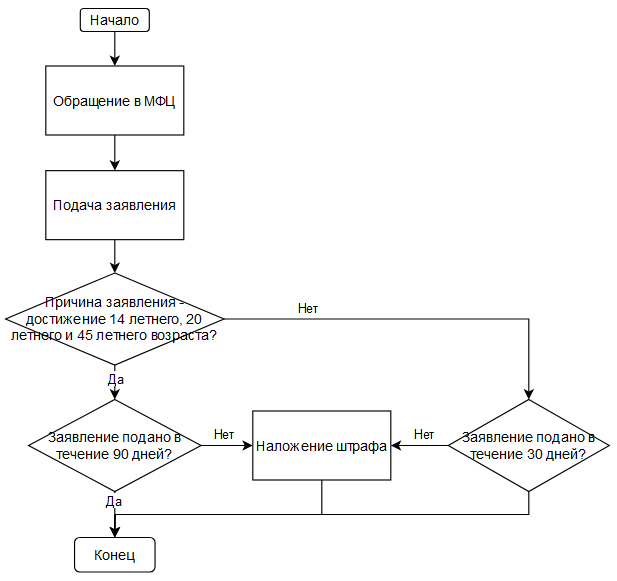 Начало
Обращение в МФЦ
Подача заявления
Причина заявления -
достижение 14 летнего, 20
летнего и 45 летнего возраста?
Нет
Да
Заявление подано в
течение 90 дней?
Нет
Наложение штрафа
Нет
Заявление подано в
течение 30 дней?
Да
Конец